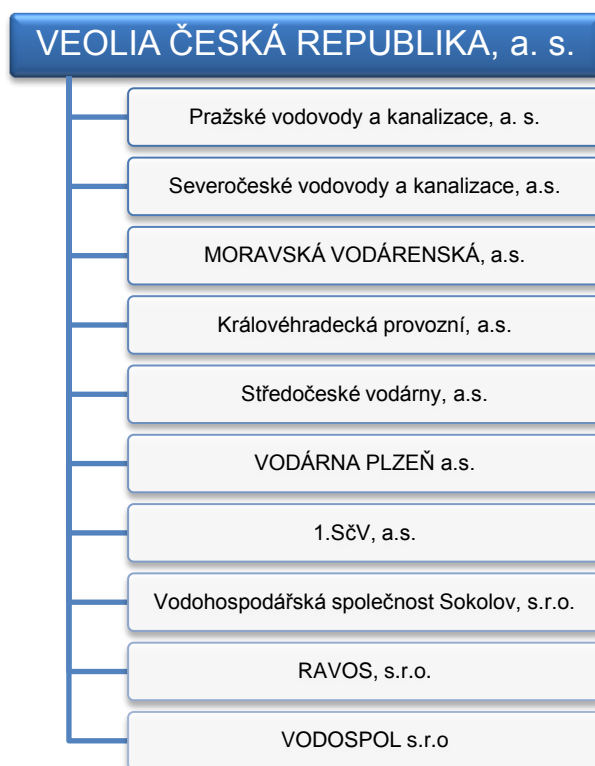 VEOLIA ČESKÁ REPUBLIKA, a. s.
Pražské vodovody a kanalizace, a. s.
Severočeské vodovody a kanalizace, a.s.
MORAVSKÁ VODÁRENSKÁ, a.s.
Královéhradecká provozní, a.s.
Středočeské vodárny, a.s.
VODÁRNA PLZEŇ a.s.
1.SčV, a.s.
Vodohospodářská společnost Sokolov, s.r.o.
RAVOS, s.r.o.
VODOSPOL s.r.o